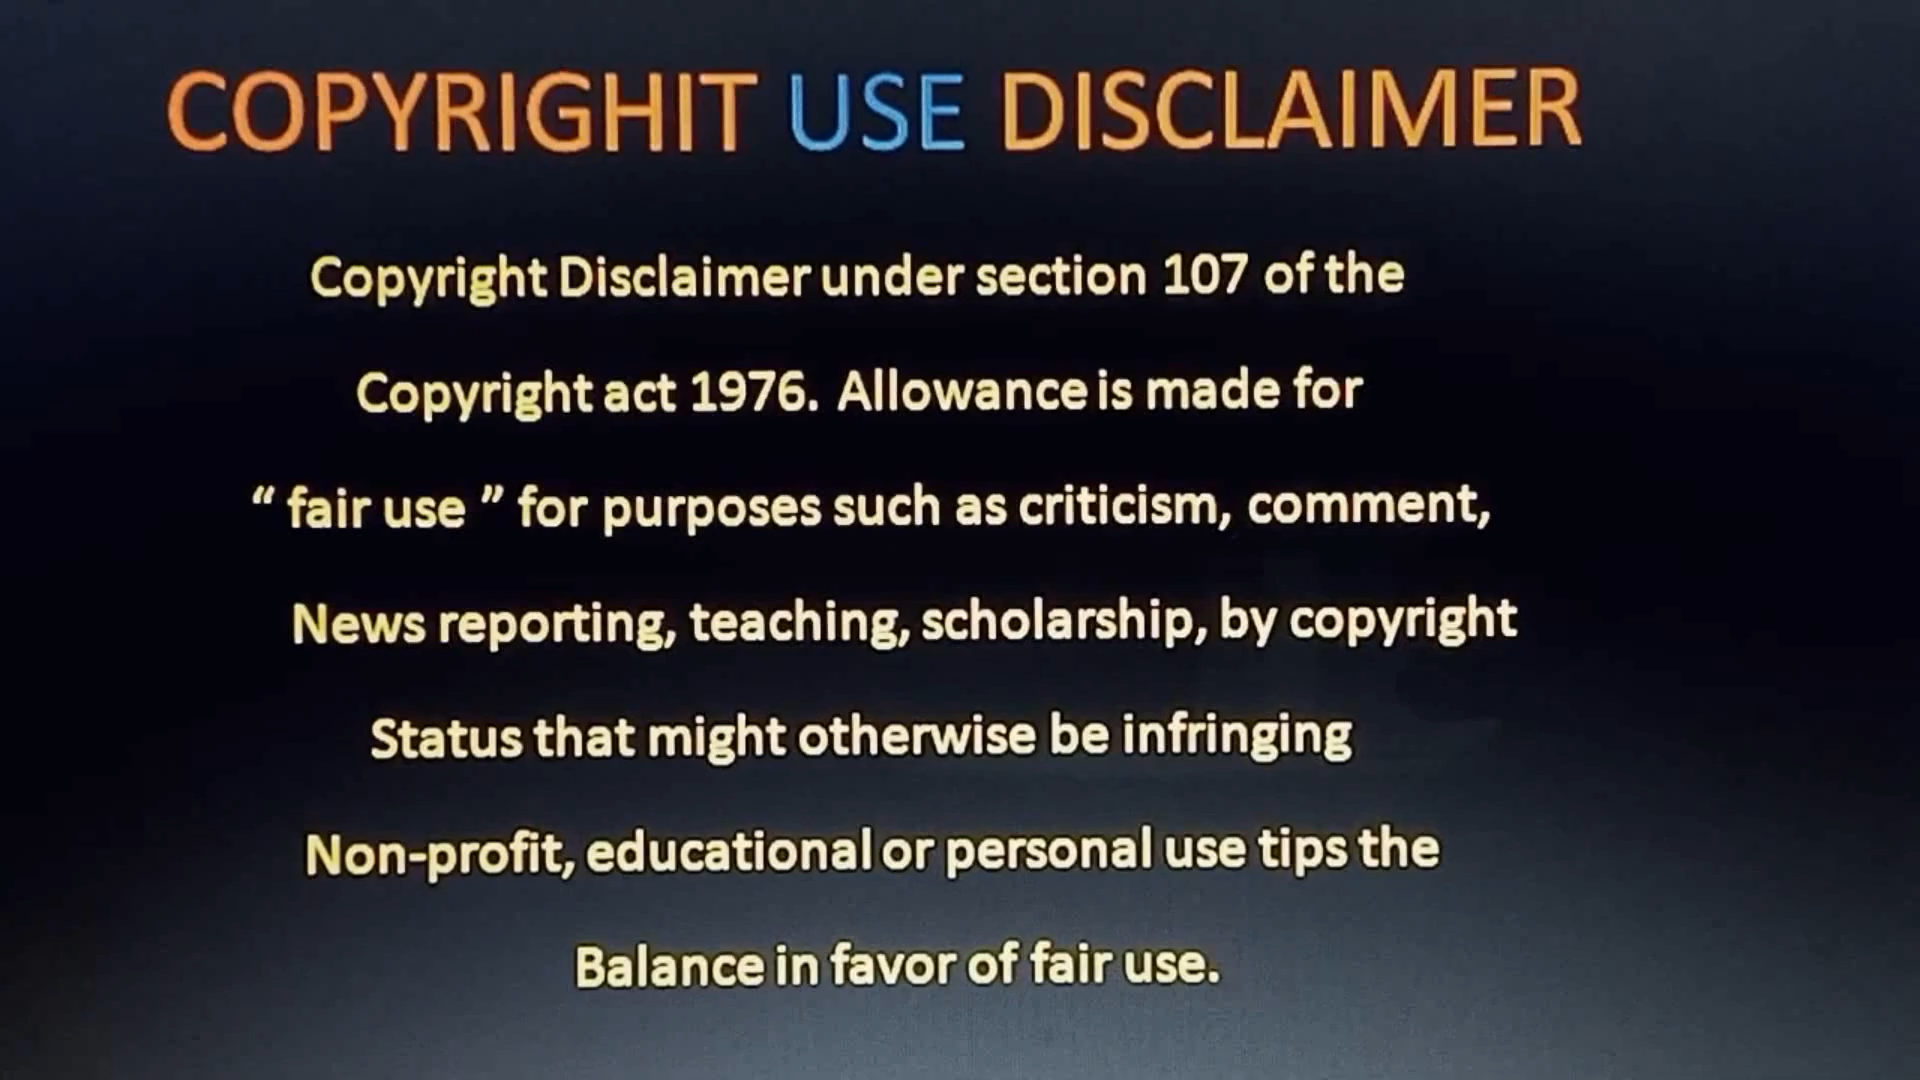 COPYRIGHIT USE DISCLAIMER
Copyright Disclaimer under section 107 of the
Copyright act 1976. Allowance is made for
“ fair use ” for purposes such as criticism, comment,
News reporting, teaching, scholarship, by copyright
Status that might otherwise be infringing
Non-profit, educational or personal use tips the
Balance in favor of fair use.